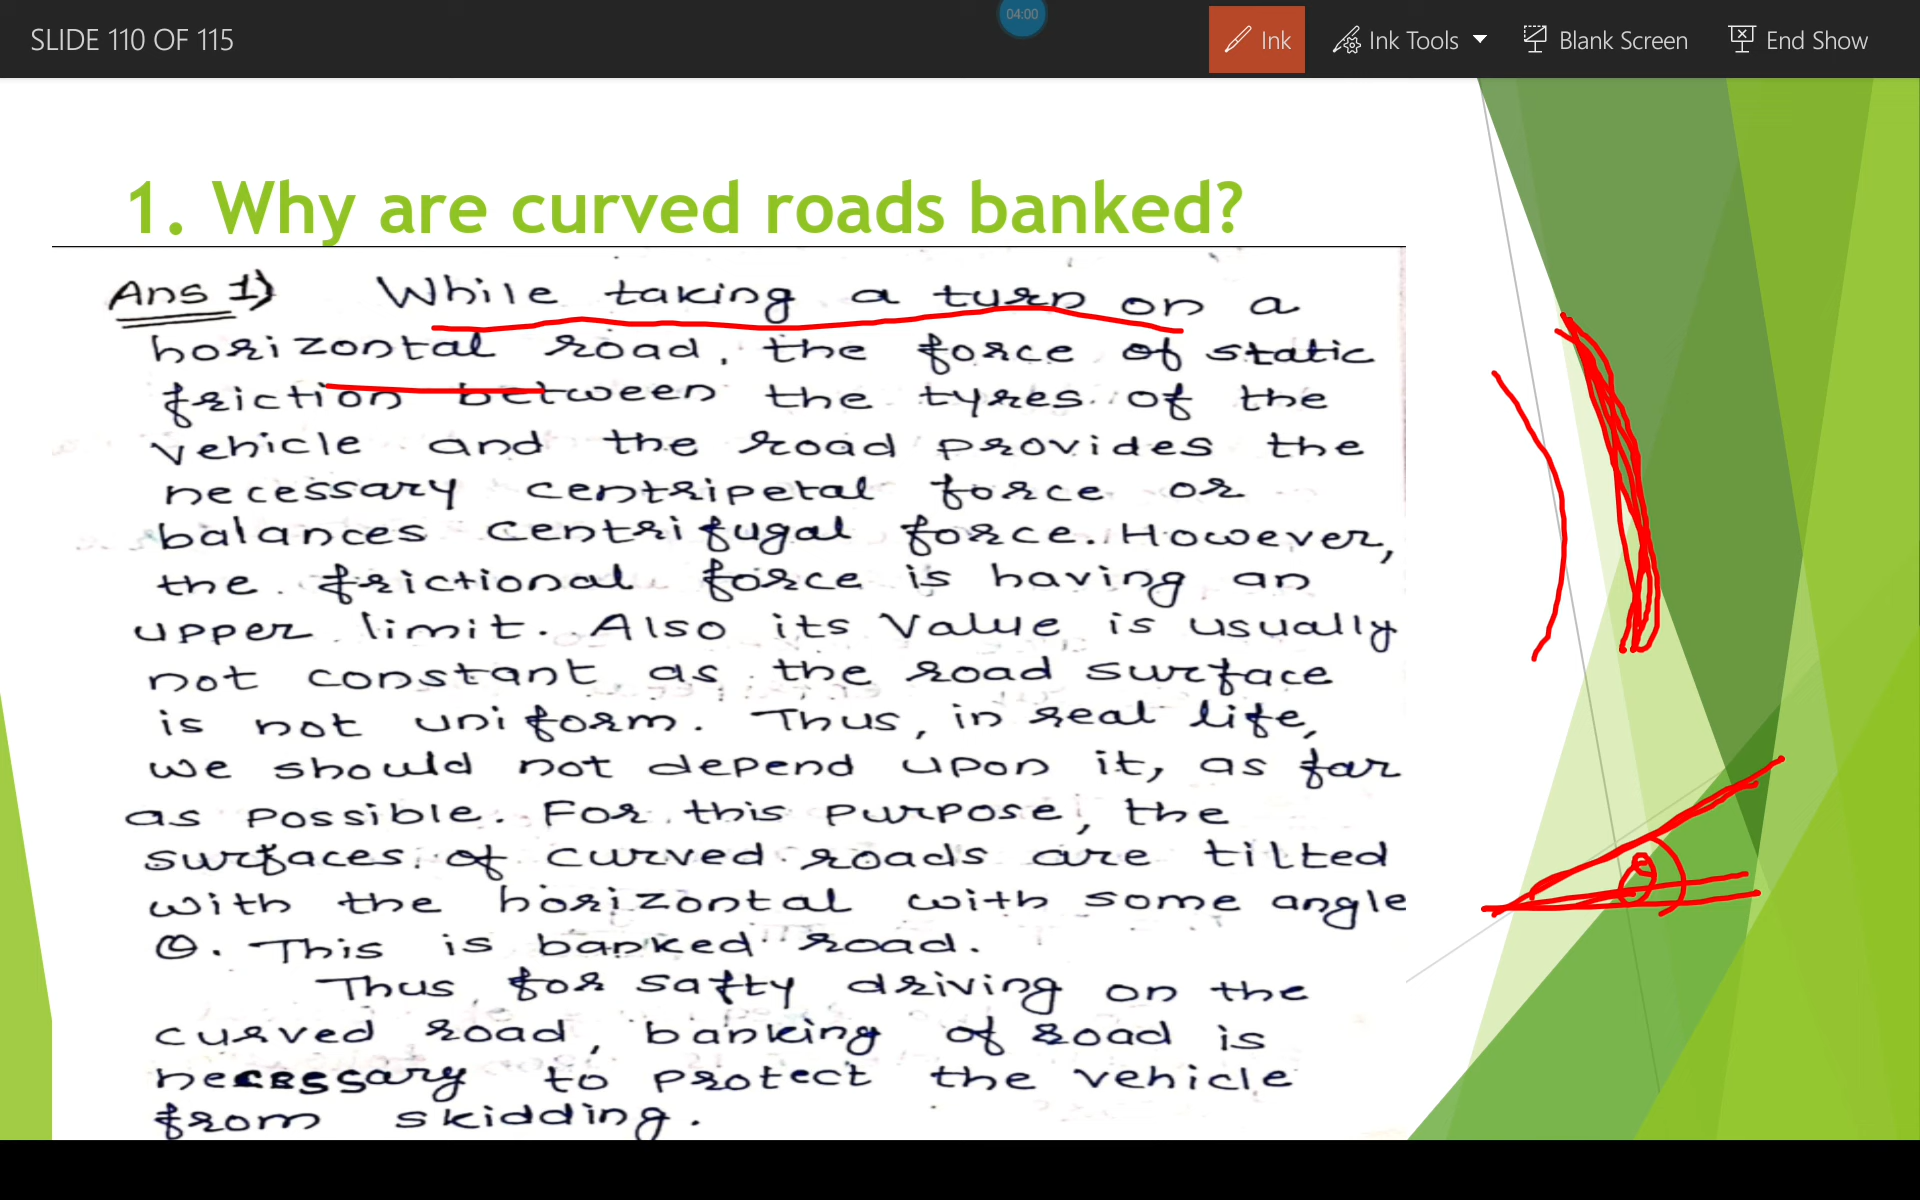 SLIDE 110 OF 115
04:00
Ink
Ink Tools
Blank Screen
End Show
1. Why are curved roads banked?
Ans 1) While taking a turn on a
horizontal road, the force of static
friction between the tyres of the
vehicle and the road provides the
necessary centripetal force or
balances centrifugal force. However,
the frictional force is having an
upper limit. Also its value is usually
not constant as the road surface
is not uniform. Thus, in real life,
we should not depend upon it, as far
as possible. For this purpose, the
surfaces of curved roads are tilted
with the horizontal with some angle
Θ. This is banked road.
Thus for safty driving on the
curved road, banking of road is
necessary to protect the vehicle
from skidding.